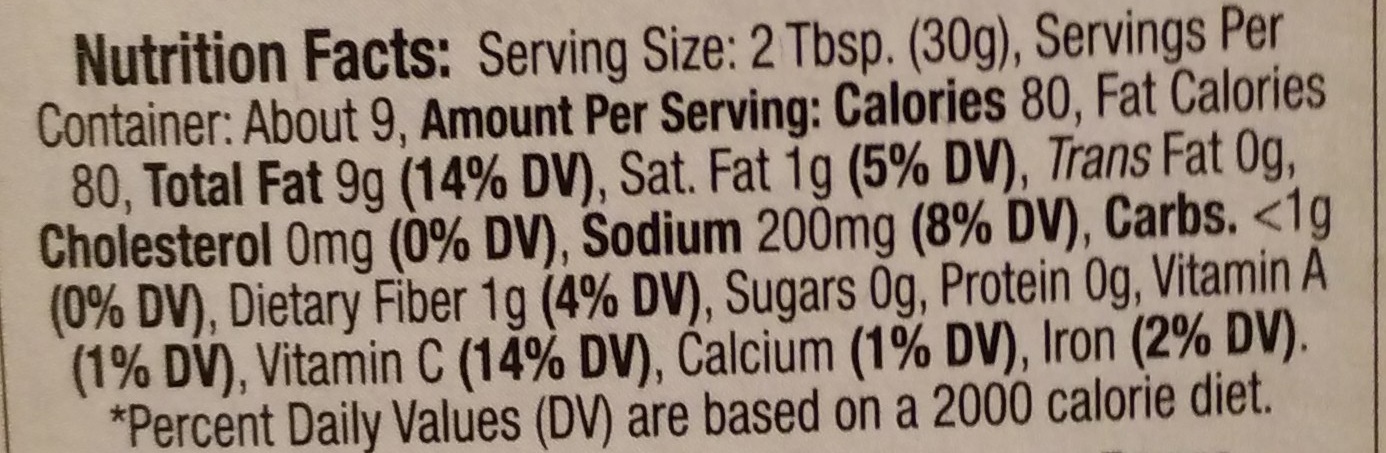 Nutrition Facts: Serving Size: 2 Tbsp. (30g), Servings Per
Container: About 9, Amount Per Serving: Calories 80, Fat Calories
80, Total Fat 9g (14% DV), Sat. Fat 1g (5% DV), Trans Fat 0g,
Cholesterol 0mg (0% DV), Sodium 200mg (8% DV), Carbs. <1g
(0% DV), Dietary Fiber 1g (4% DV), Sugars 0g, Protein 0g, Vitamin A
(1% DV), Vitamin C (14% DV), Calcium (1% DV), Iron (2% DV).
*Percent Daily Values (DV) are based on a 2000 calorie diet.